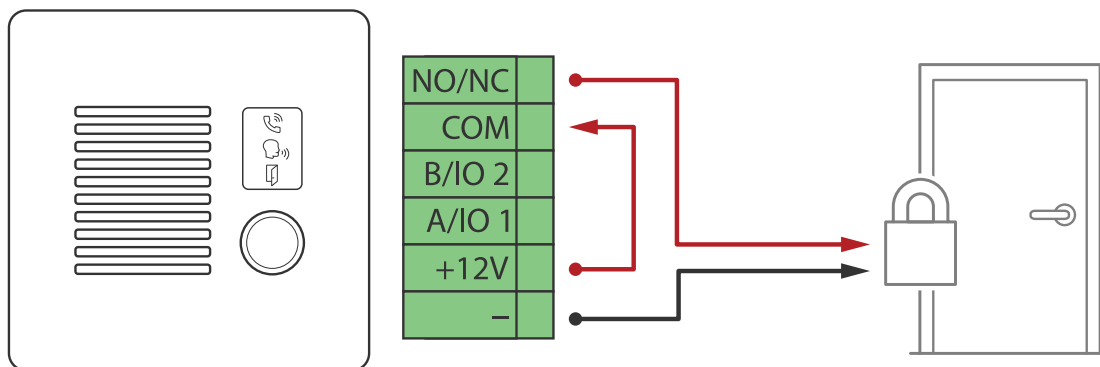 NO/NC
COM
B/IO 2
A/IO 1
+12V
–